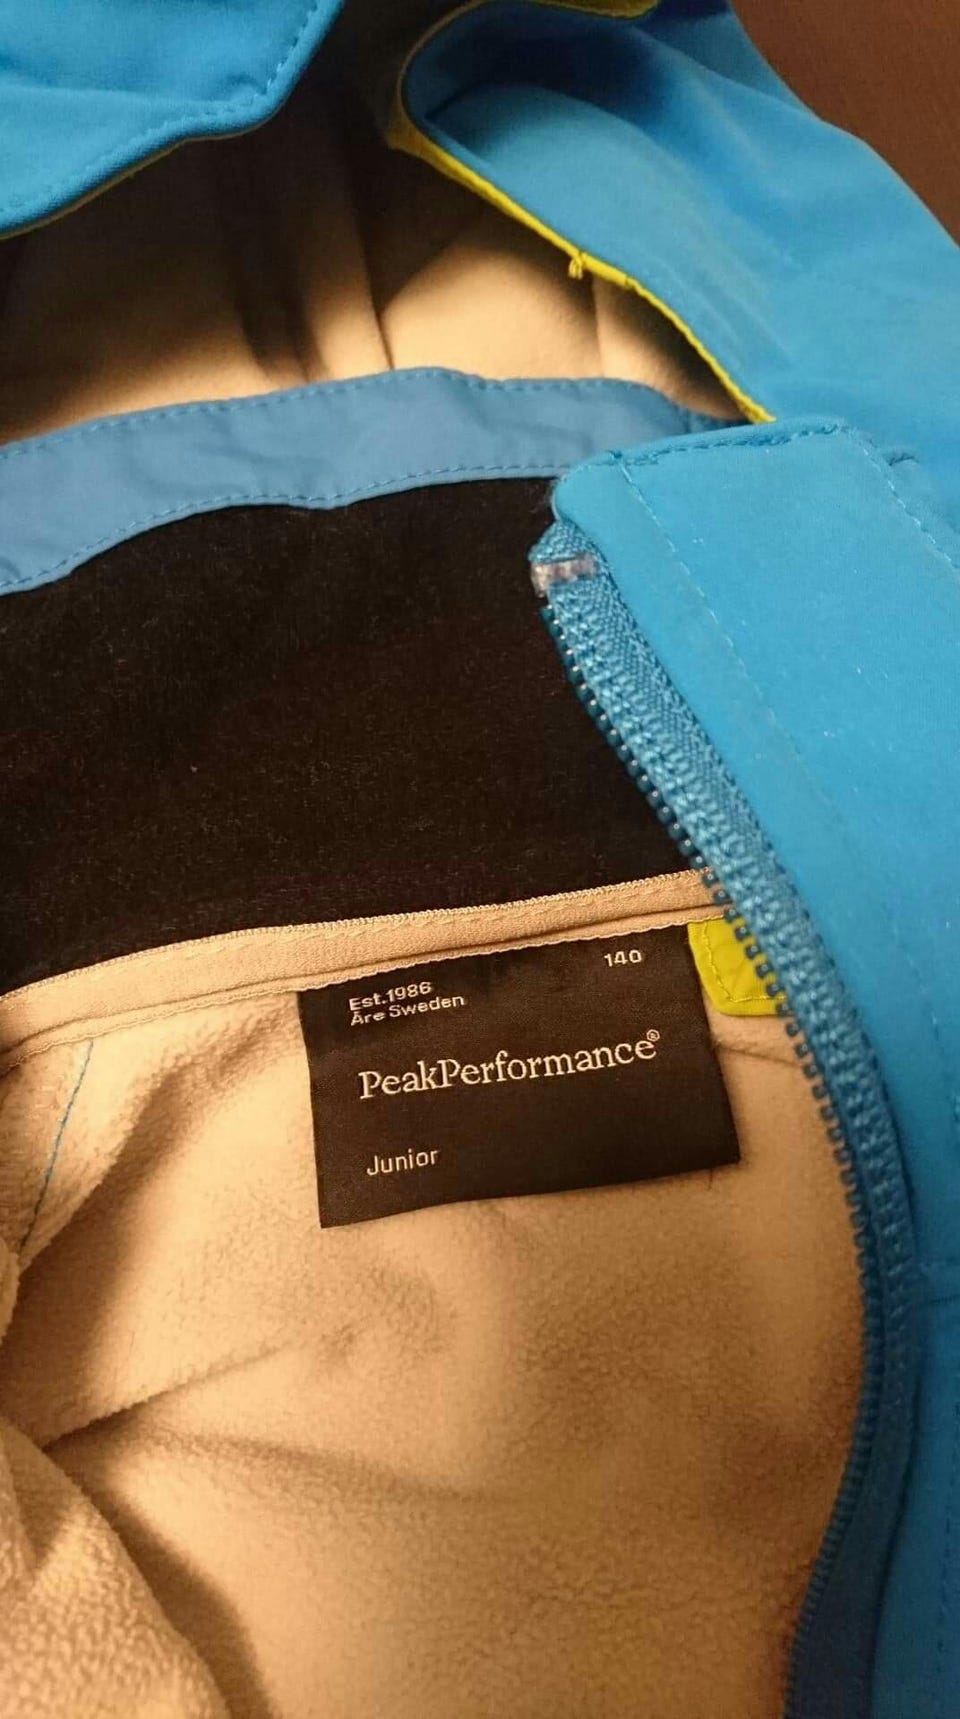 140
Est.1986
Åre Sweden
PeakPerformance®
Junior